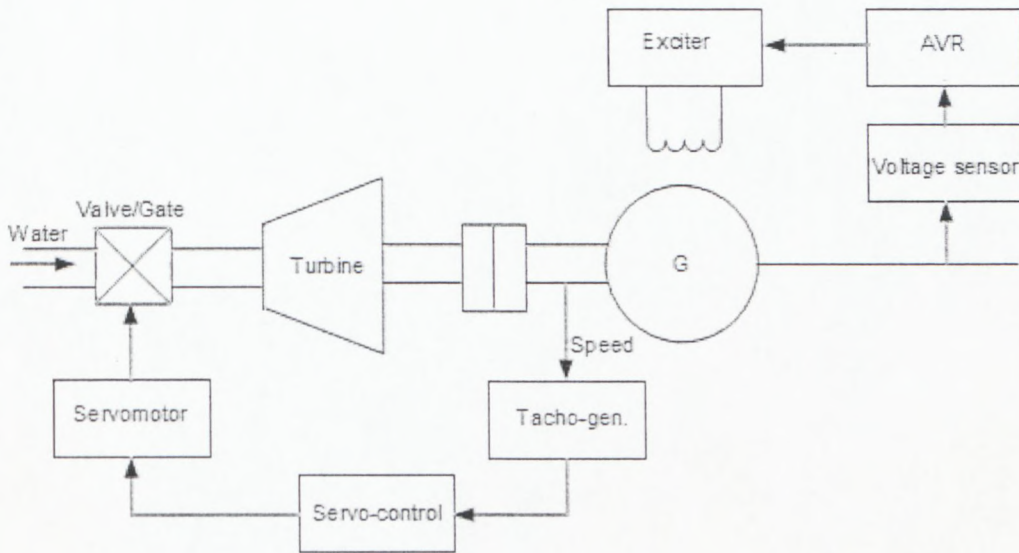 Exciter
AVR
Voltage sensor
Valve/Gate
Water
Turbine
G
Speed
Servomotor
Tacho-gen.
Servo-control